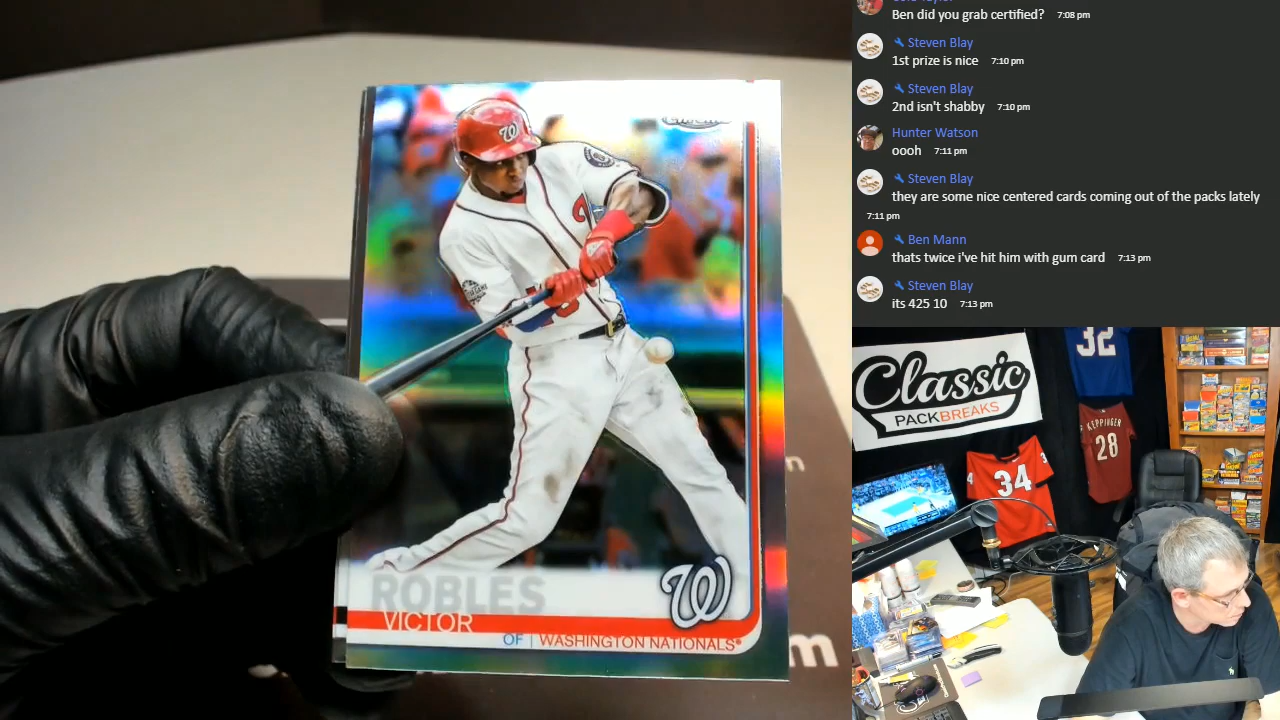 Ben did you grab certified? 7:08 pm
Steven Blay
1st prize is nice 7:10 pm
Steven Blay
2nd isn't shabby 7:10 pm
Hunter Watson
oooh 7:11 pm
Steven Blay
they are some nice centered cards coming out of the packs lately
7:11 pm
Ben Mann
thats twice i've hit him with gum card 7:13 pm
Steven Blay
its 425 10 7:13 pm
ROBLES
VICTOR
OF | WASHINGTON NATIONALS
W
W
Classic
PACKBREAKS
32
KEPPINGER
28
34